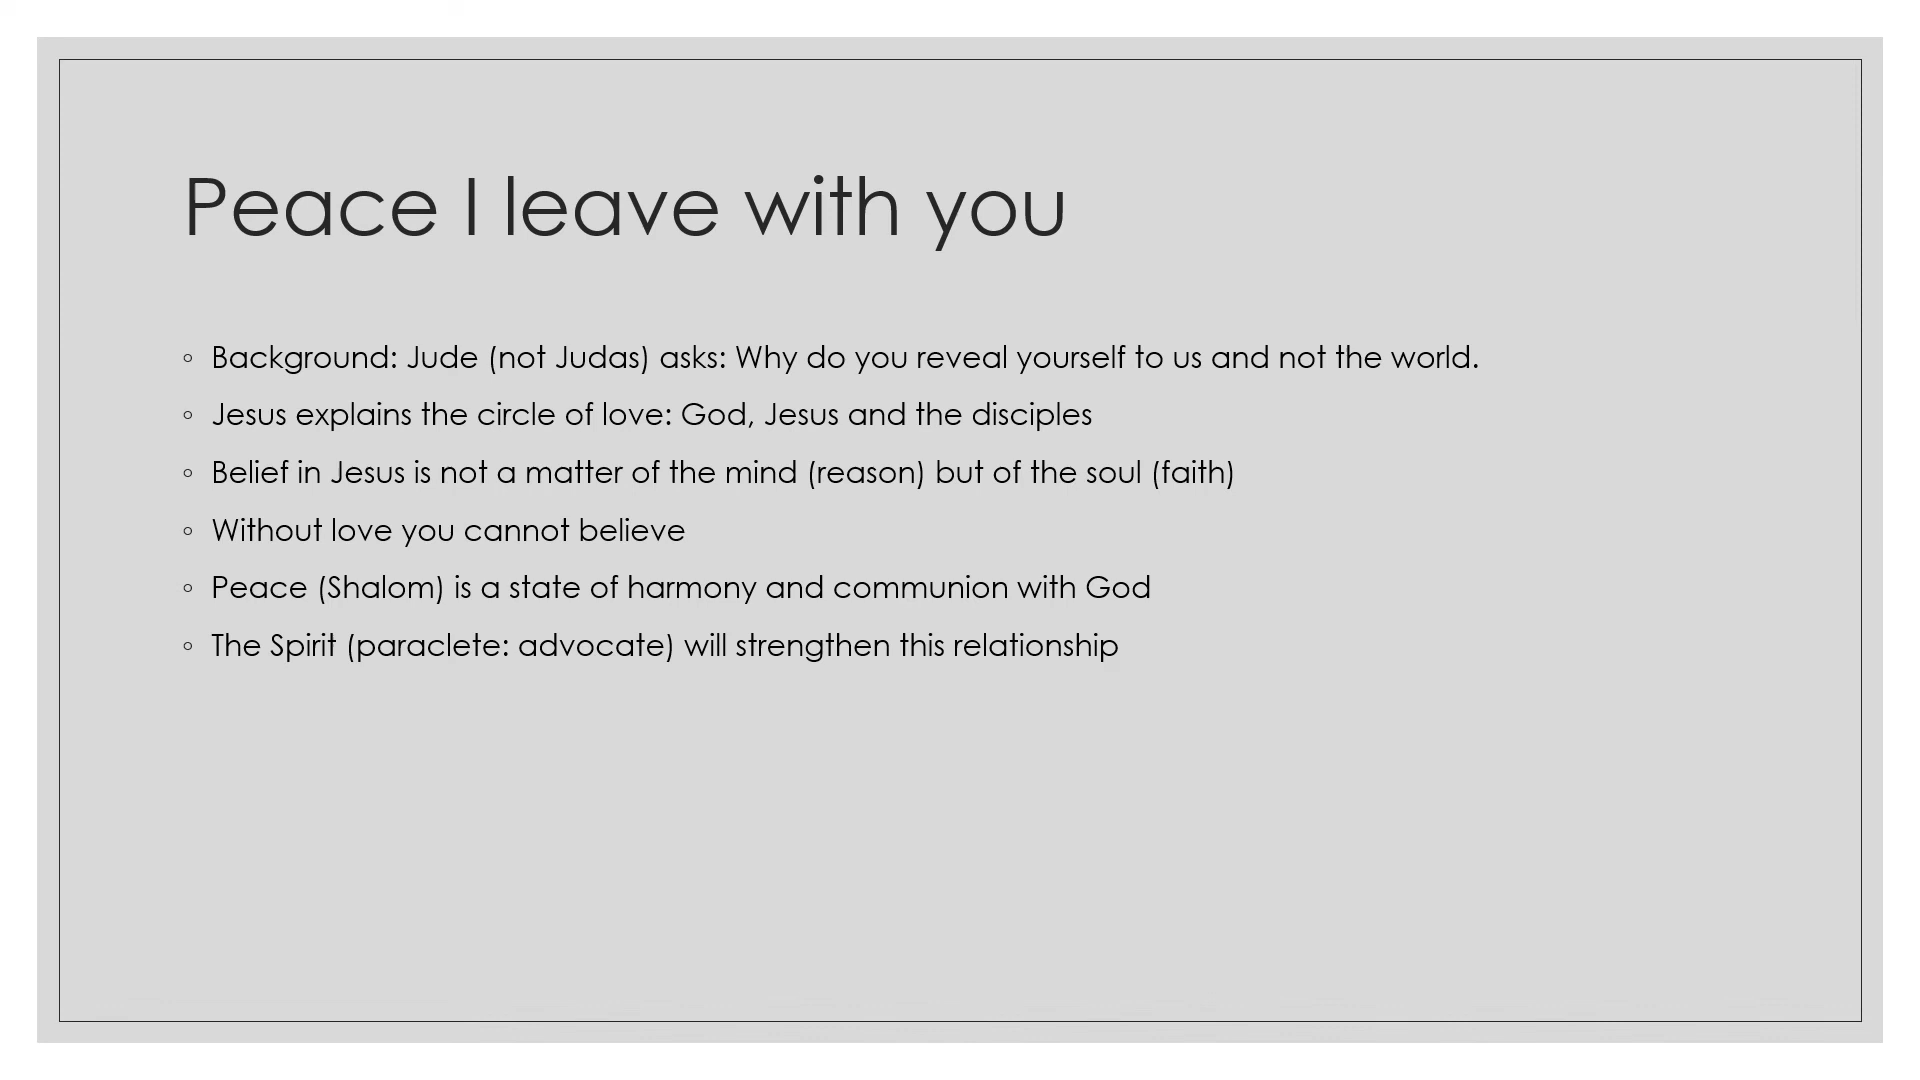 Peace I leave with you
◦ Background: Jude (not Judas) asks: Why do you reveal yourself to us and not the world.
◦ Jesus explains the circle of love: God, Jesus and the disciples
◦ Belief in Jesus is not a matter of the mind (reason) but of the soul (faith)
◦ Without love you cannot believe
◦ Peace (Shalom) is a state of harmony and communion with God
◦ The Spirit (paraclete: advocate) will strengthen this relationship